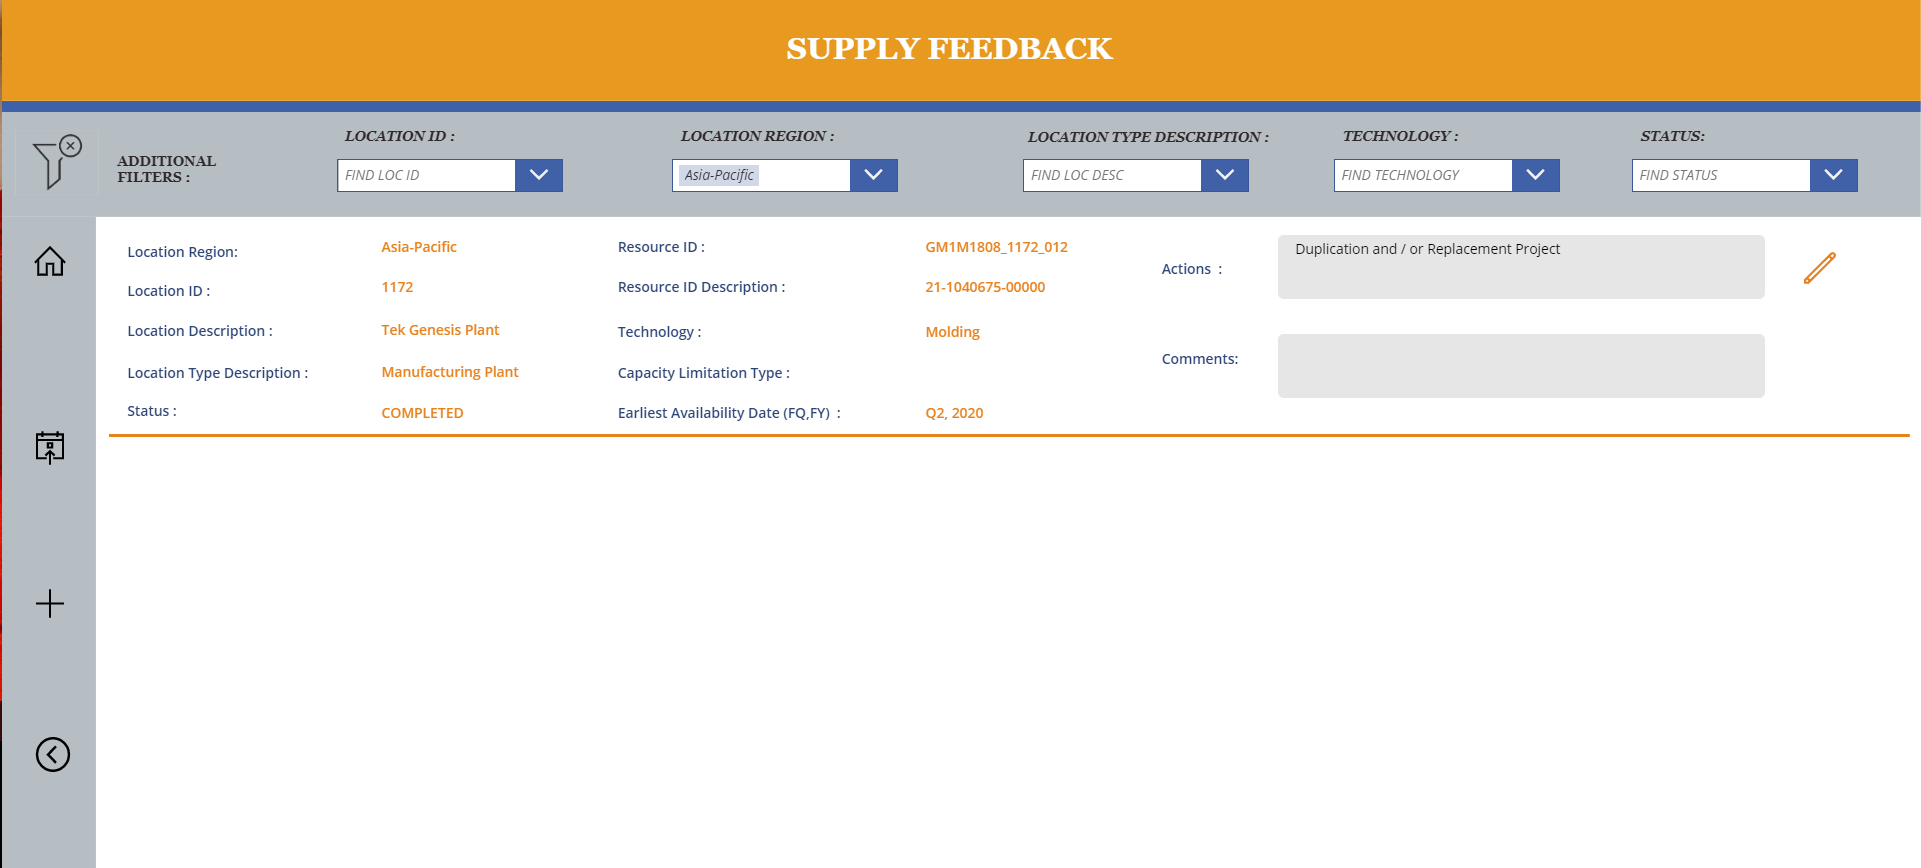 SUPPLY FEEDBACK
ADDITIONAL
FILTERS :
LOCATION ID :
FIND LOC ID
LOCATION REGION :
Asia-Pacific
LOCATION TYPE DESCRIPTION :
FIND LOC DESC
TECHNOLOGY :
FIND TECHNOLOGY
STATUS:
FIND STATUS
Location Region: Asia-Pacific
Location ID : 1172
Location Description : Tek Genesis Plant
Location Type Description : Manufacturing Plant
Status : COMPLETED
Resource ID : GM1M1808_1172_012
Resource ID Description : 21-1040675-00000
Technology : Molding
Capacity Limitation Type :
Earliest Availability Date (FQ,FY) : Q2, 2020
Actions : Duplication and / or Replacement Project
Comments: